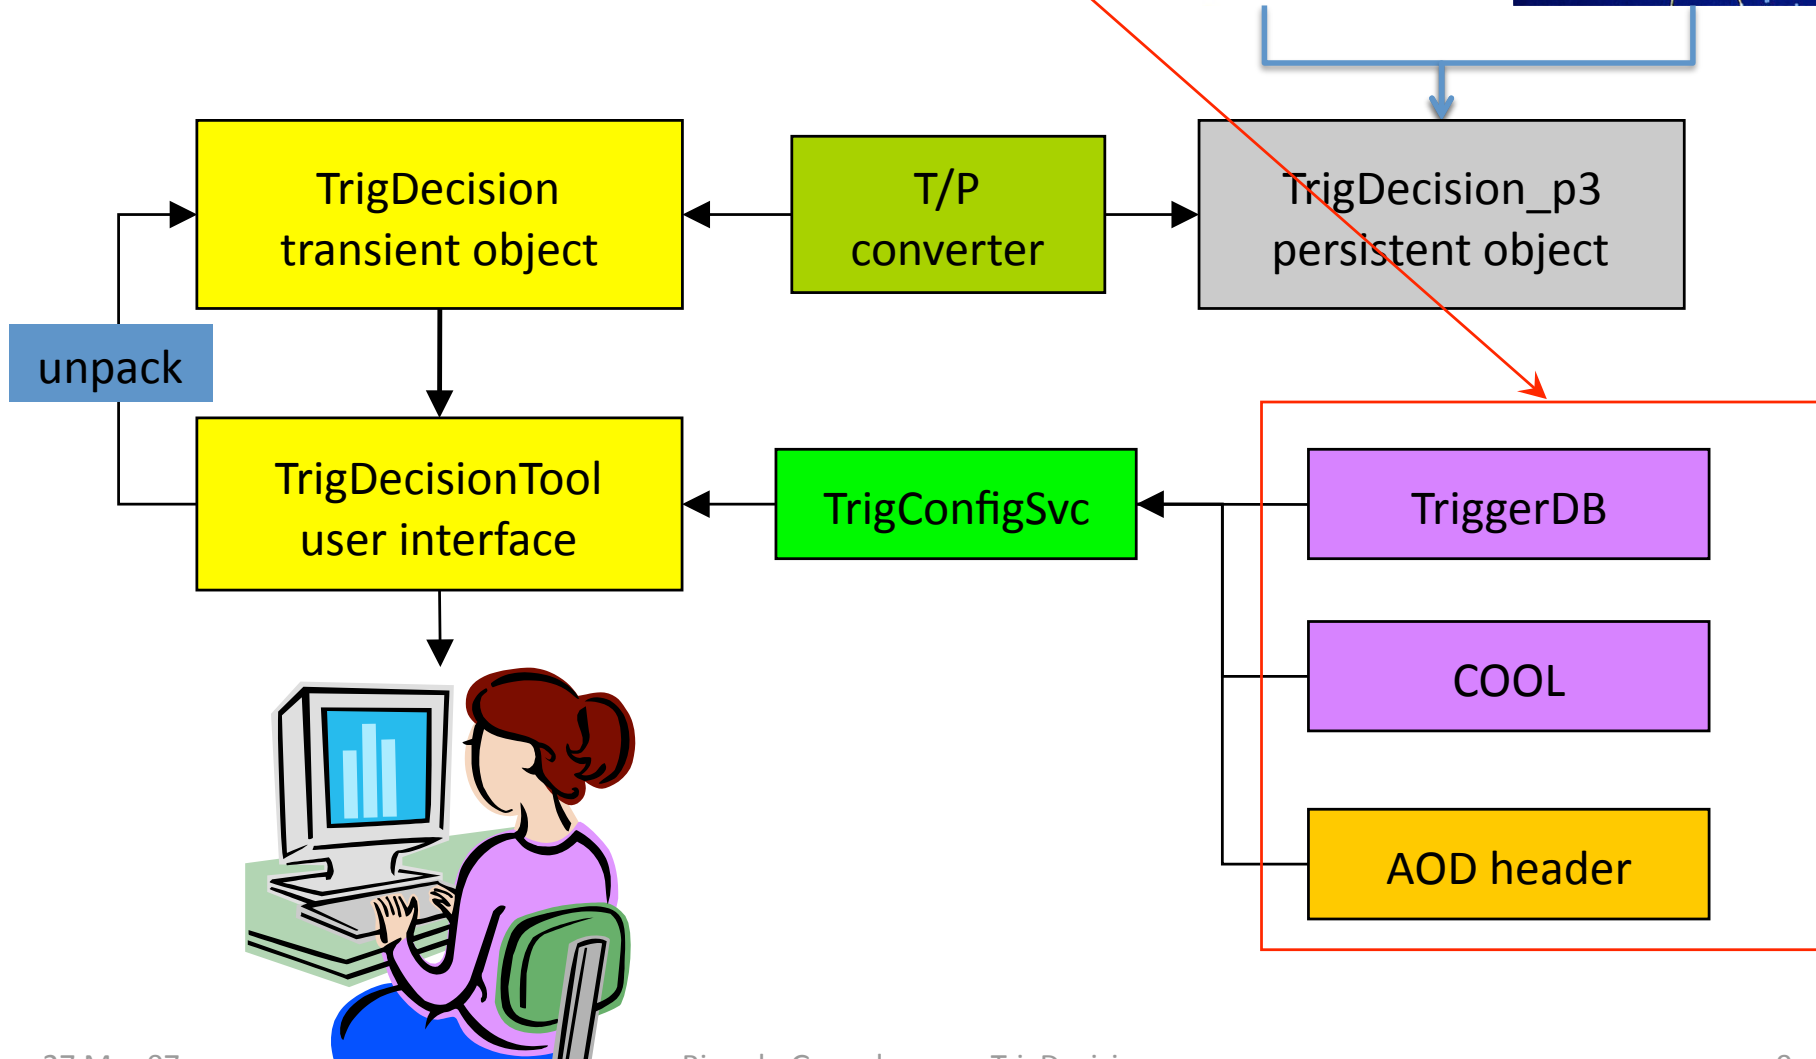 TrigDecision
transient object
T/P
converter
TrigDecision_p3
persistent object
unpack
TrigDecisionTool
user interface
TrigConfigSvc
TriggerDB
COOL
AOD header